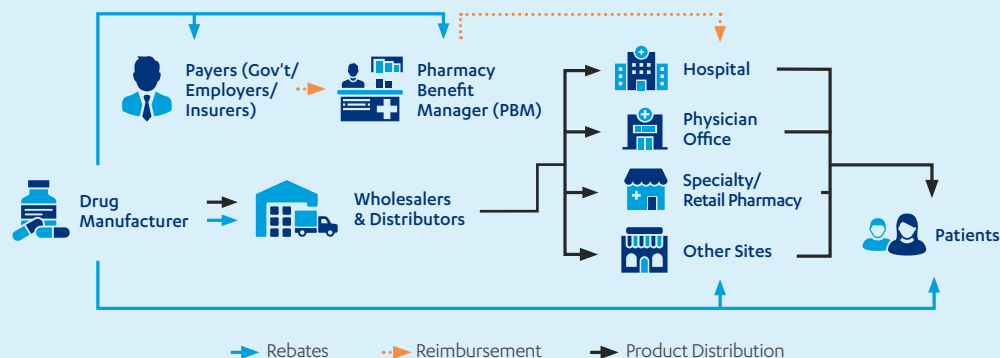 Payers (Gov't/
Employers/
Insurers)
Pharmacy
Benefit
Manager (PBM)
Hospital
Physician
Office
Drug
Manufacturer
Wholesalers
& Distributors
Specialty/
Retail Pharmacy
Other Sites
Patients
Rebates
Reimbursement
Product Distribution